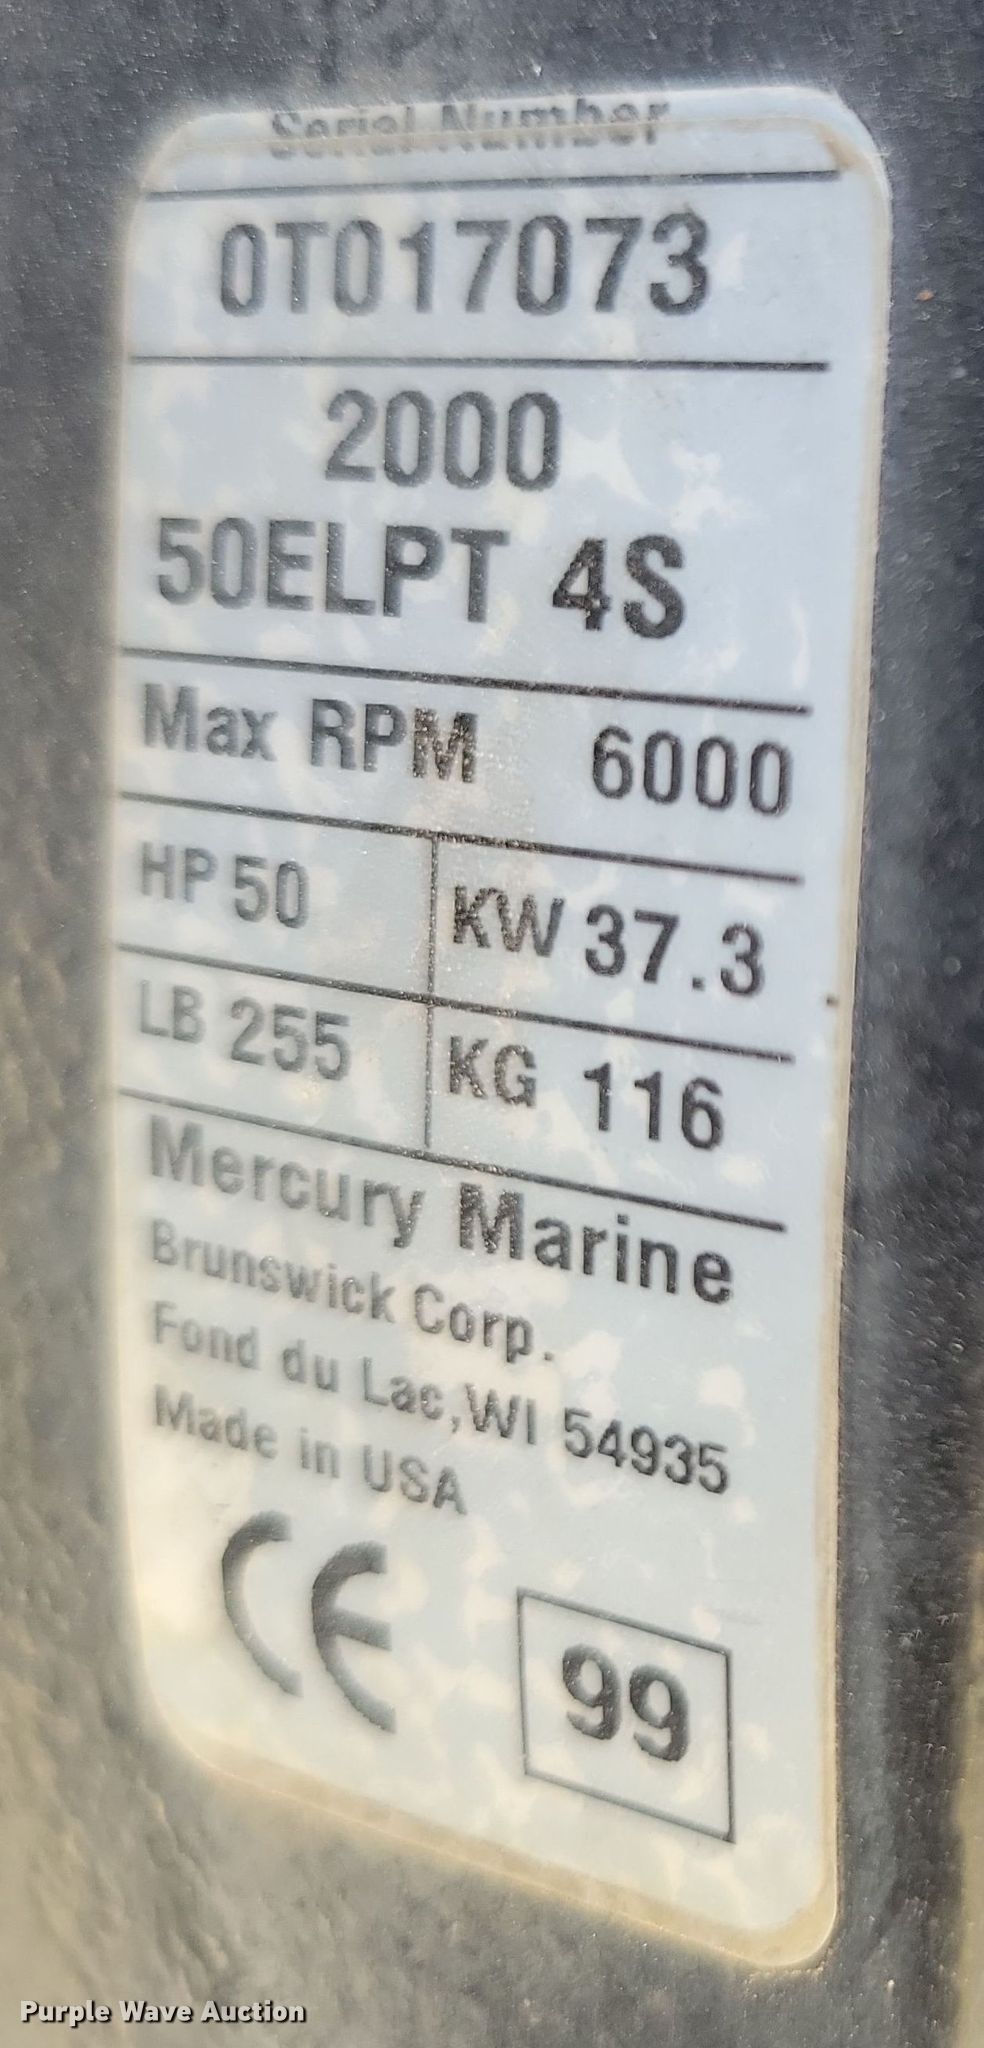 Serial Number
0T017073
2000
50ELPT 4S
Max RPM 6000
HP 50 KW 37.3
LB 255 KG 116
Mercury Marine
Brunswick Corp.
Fond du Lac, WI 54935
Made in USA
CE 99
Purple Wave Auction